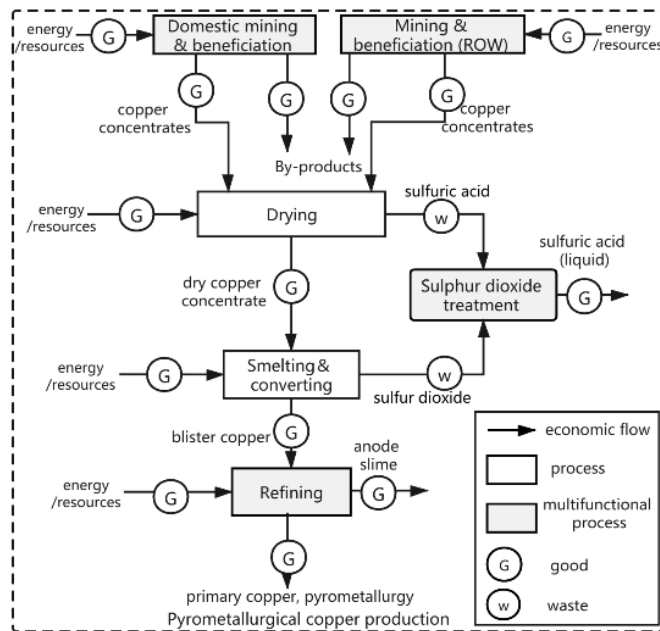 energy
/resources
G
Domestic mining
& beneficiation
Mining &
beneficiation (ROW)
G
energy
/resources
G
G
G
G
copper
concentrates
copper
concentrates
By-products
energy
/resources
G
Drying
sulfuric acid
w
sulfuric acid
(liquid)
dry copper
concentrate
G
Sulphur dioxide
treatment
G
energy
/resources
G
Smelting &
converting
w
sulfur dioxide
blister copper
G
anode
slime
energy
/resources
G
Refining
G
G
primary copper, pyrometallurgy
Pyrometallurgical copper production
economic flow
process
multifunctional
process
G
good
w
waste